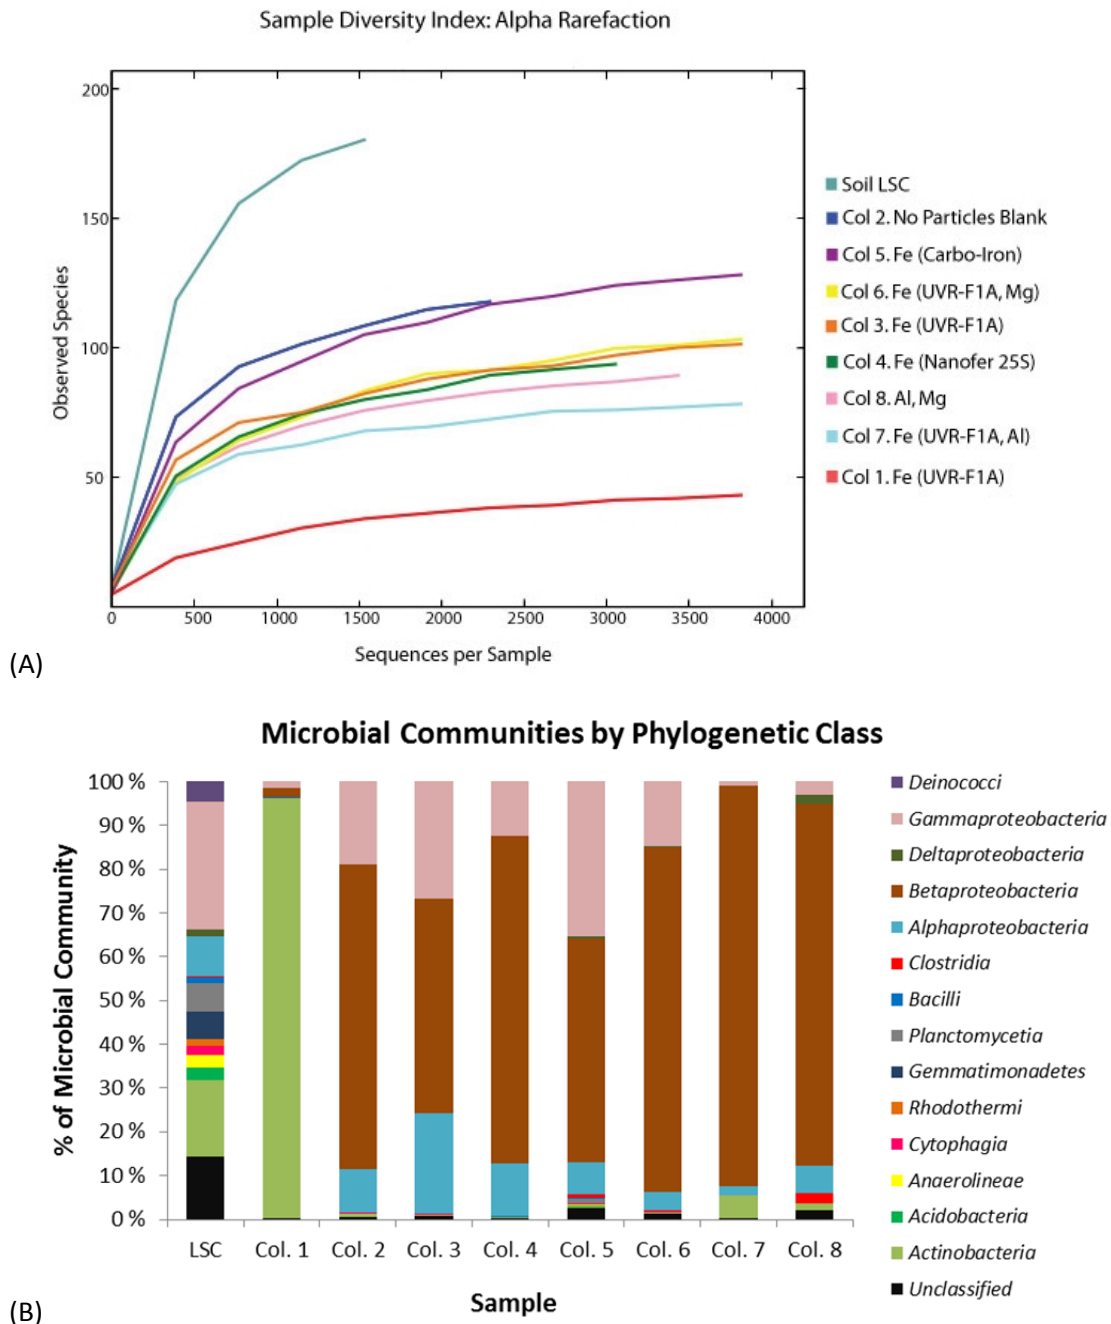 Sample Diversity Index: Alpha Rarefaction
200
150
100
50
Observed Species
0 500 1000 1500 2000 2500 3000 3500 4000
Sequences per Sample
Soil LSC
Col 2. No Particles Blank
Col 5. Fe (Carbo-Iron)
Col 6. Fe (UVR-F1A, Mg)
Col 3. Fe (UVR-F1A)
Col 4. Fe (Nanofer 25S)
Col 8. Al, Mg
Col 7. Fe (UVR-F1A, Al)
Col 1. Fe (UVR-F1A)
(A)
Microbial Communities by Phylogenetic Class
100 %
90 %
80 %
70 %
60 %
50 %
40 %
30 %
20 %
10 %
0 %
% of Microbial Community
LSC Col. 1 Col. 2 Col. 3 Col. 4 Col. 5 Col. 6 Col. 7 Col. 8
Sample
Deinococci
Gammaproteobacteria
Deltaproteobacteria
Betaproteobacteria
Alphaproteobacteria
Clostridia
Bacilli
Planctomycetia
Gemmatimonadetes
Rhodothermi
Cytophagia
Anaerolineae
Acidobacteria
Actinobacteria
Unclassified
(B)